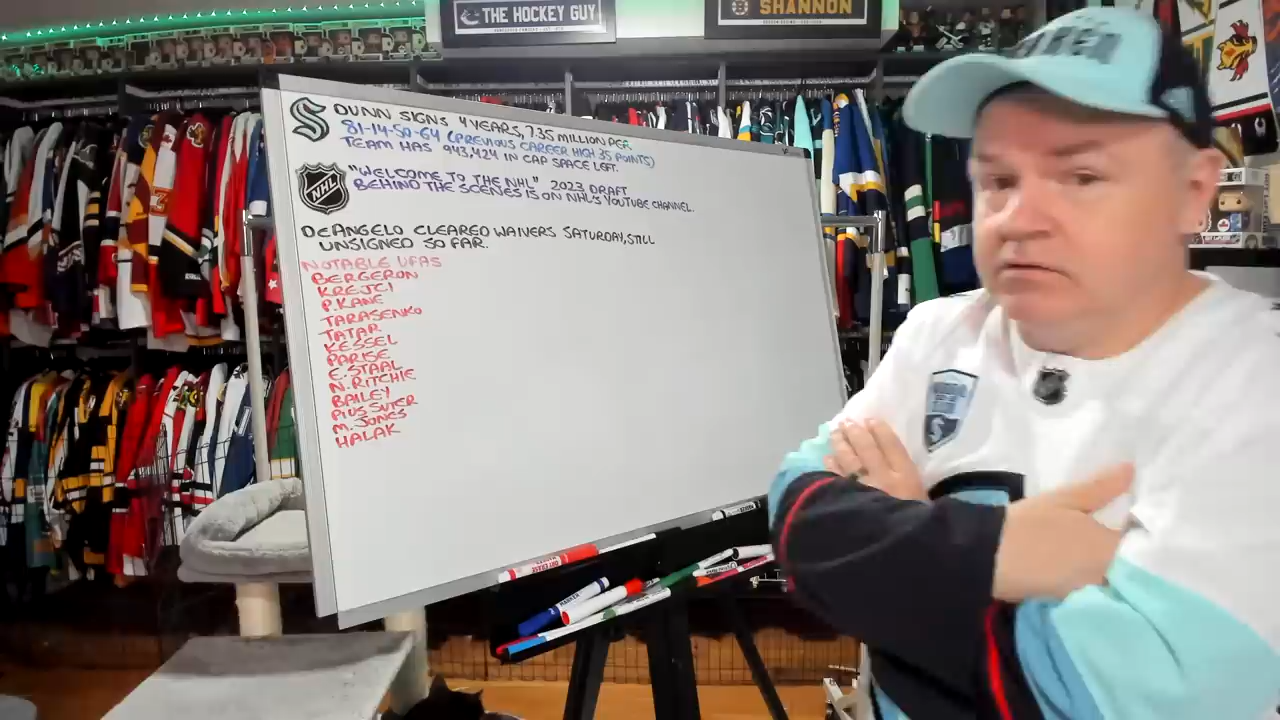 THE HOCKEY GUY
SHANNON
DUNN SIGNS 4 YEARS, 7.35 MILLION PER.
81-14-50-64 (PREVIOUS CAREER HIGH 35 POINTS)
TEAM HAS 943,424 IN CAP SPACE LEFT.
NHL
"WELCOME TO THE NHL" 2023 DRAFT
BEHIND THE SCENES IS ON NHL'S YOUTUBE CHANNEL.
DEANGELO CLEARED WAIVERS SATURDAY, STILL
UNSIGNED SO FAR.
NOTABLE UFAS
BERGERON
KREJCI
P.KANE
TARASENKO
TATAR
KESSEL
PARISE
E.STAAL
N.RITCHIE
BAILEY
PIUS SUTER
M.JONES
HALAK